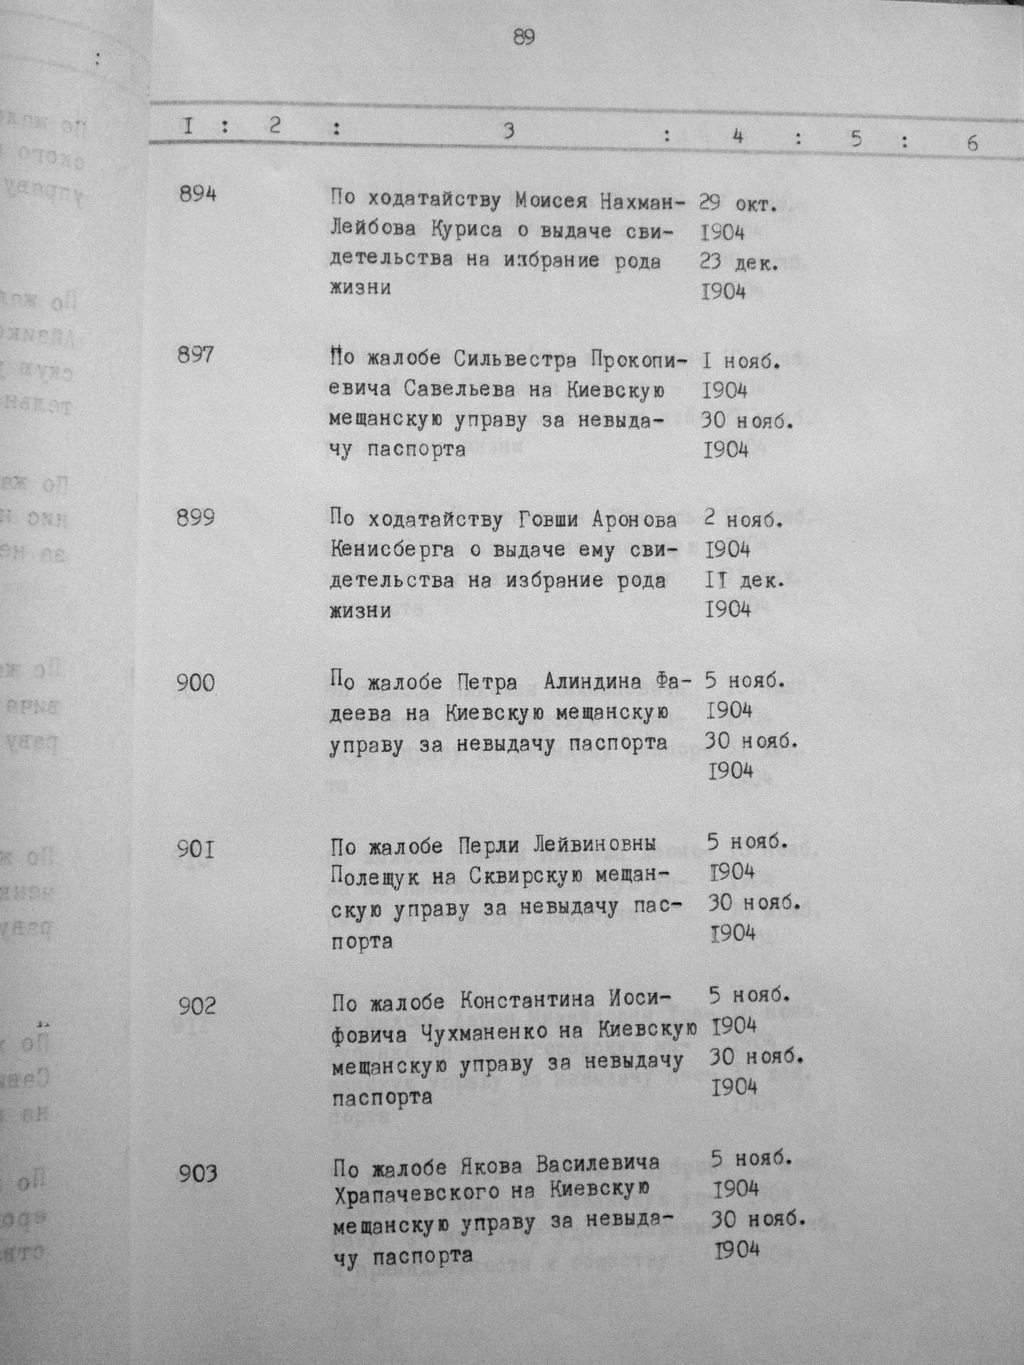 89
I : 2 : 3 : 4 : 5 : 6
894 По ходатайству Моисея Нахман- 29 окт.
Лейбова Куриса о выдаче сви- 1904
детельства на избрание рода 23 дек.
жизни 1904
897 По жалобе Сильвестра Прокопи- I нояб.
евича Савельева на Киевскую 1904
мещанскую управу за невыда- 30 нояб.
чу паспорта 1904
899 По ходатайству Говши Аронова 2 нояб.
Кенисберга о выдаче ему сви- 1904
детельства на избрание рода II дек.
жизни 1904
900 По жалобе Петра Алиндина Фа- 5 нояб.
деева на Киевскую мещанскую 1904
управу за невыдачу паспорта 30 нояб.
1904
90I По жалобе Перли Лейвиновны 5 нояб.
Полещук на Сквирскую мещан- 1904
скую управу за невыдачу пас- 30 нояб.
порта 1904
902 По жалобе Константина Иоси- 5 нояб.
фовича Чухманенко на Киевскую 1904
мещанскую управу за невыдачу 30 нояб.
паспорта 1904
903 По жалобе Якова Василевича 5 нояб.
Храпачевского на Киевскую 1904
мещанскую управу за невыда- 30 нояб.
чу паспорта 1904